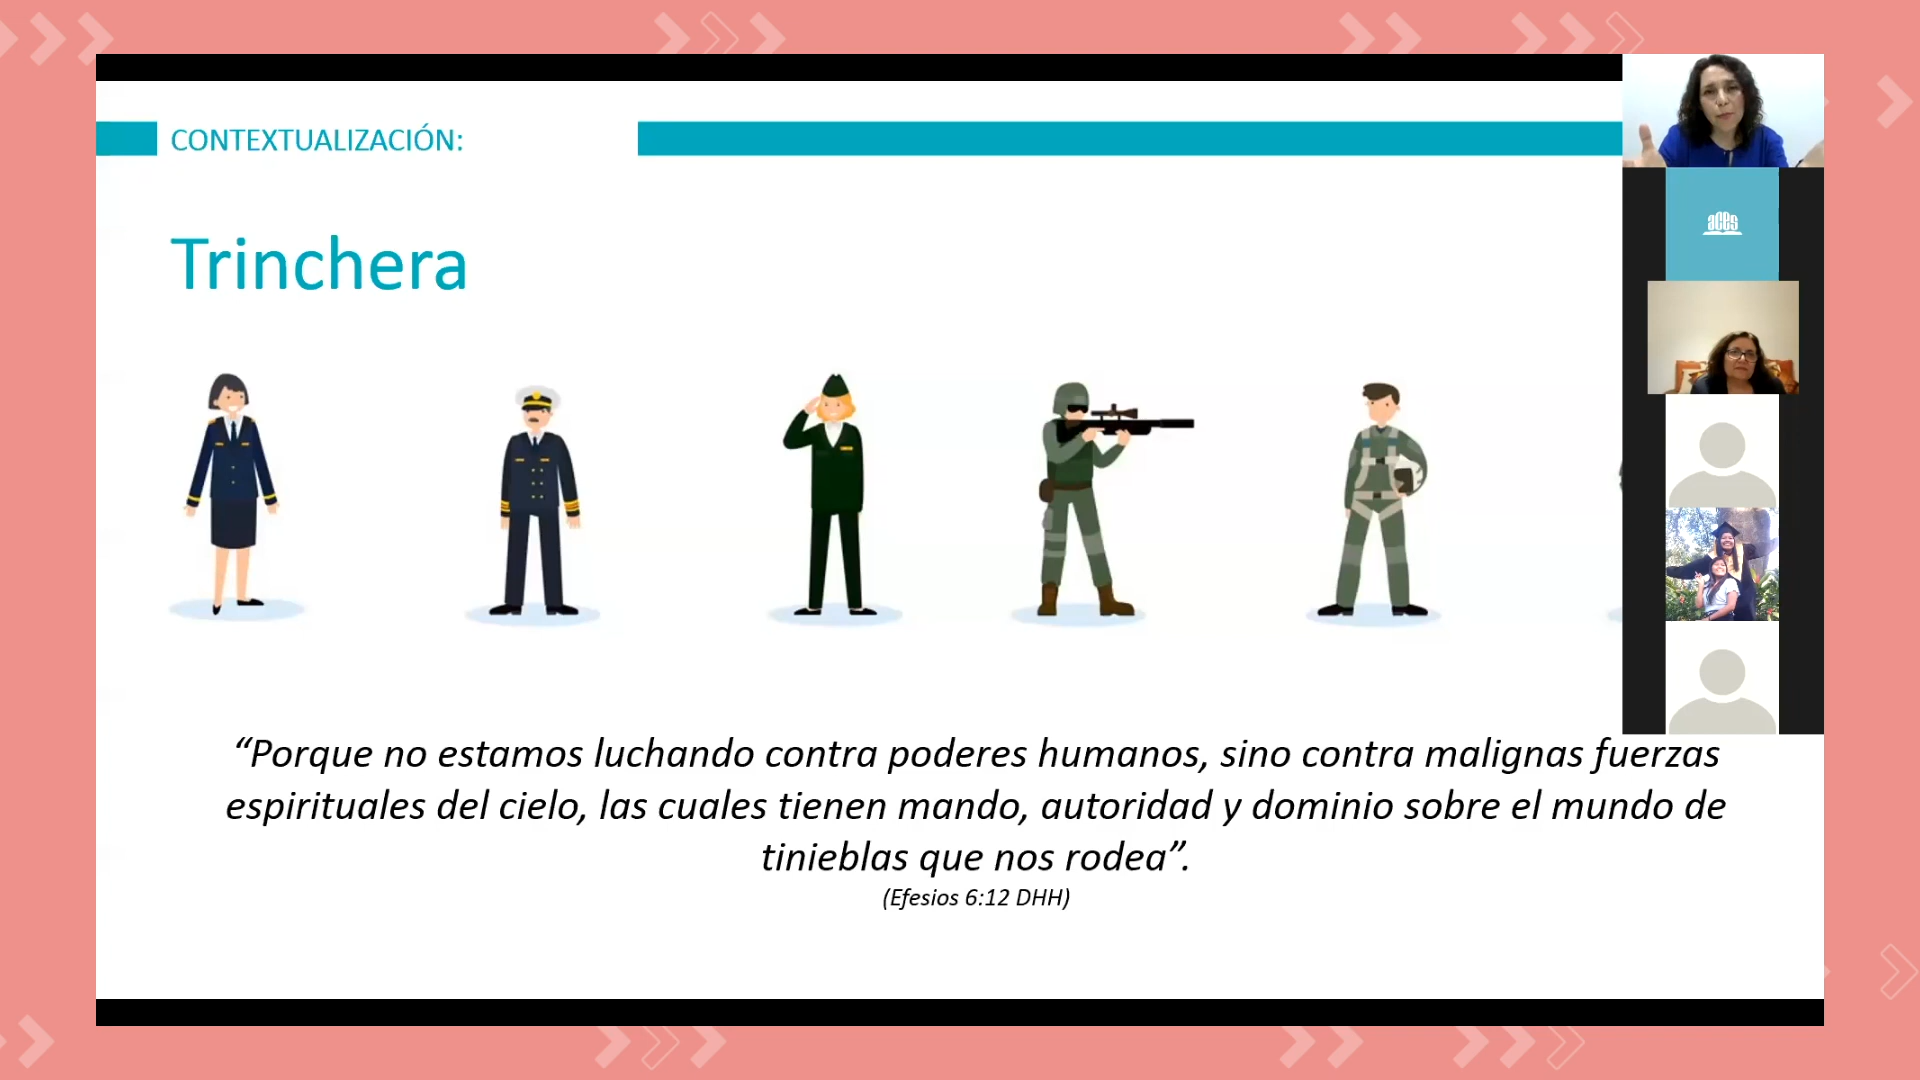 CONTEXTUALIZACIÓN:
Trinchera
“Porque no estamos luchando contra poderes humanos, sino contra malignas fuerzas
espirituales del cielo, las cuales tienen mando, autoridad y dominio sobre el mundo de
tinieblas que nos rodea”.
(Efesios 6:12 DHH)
aces